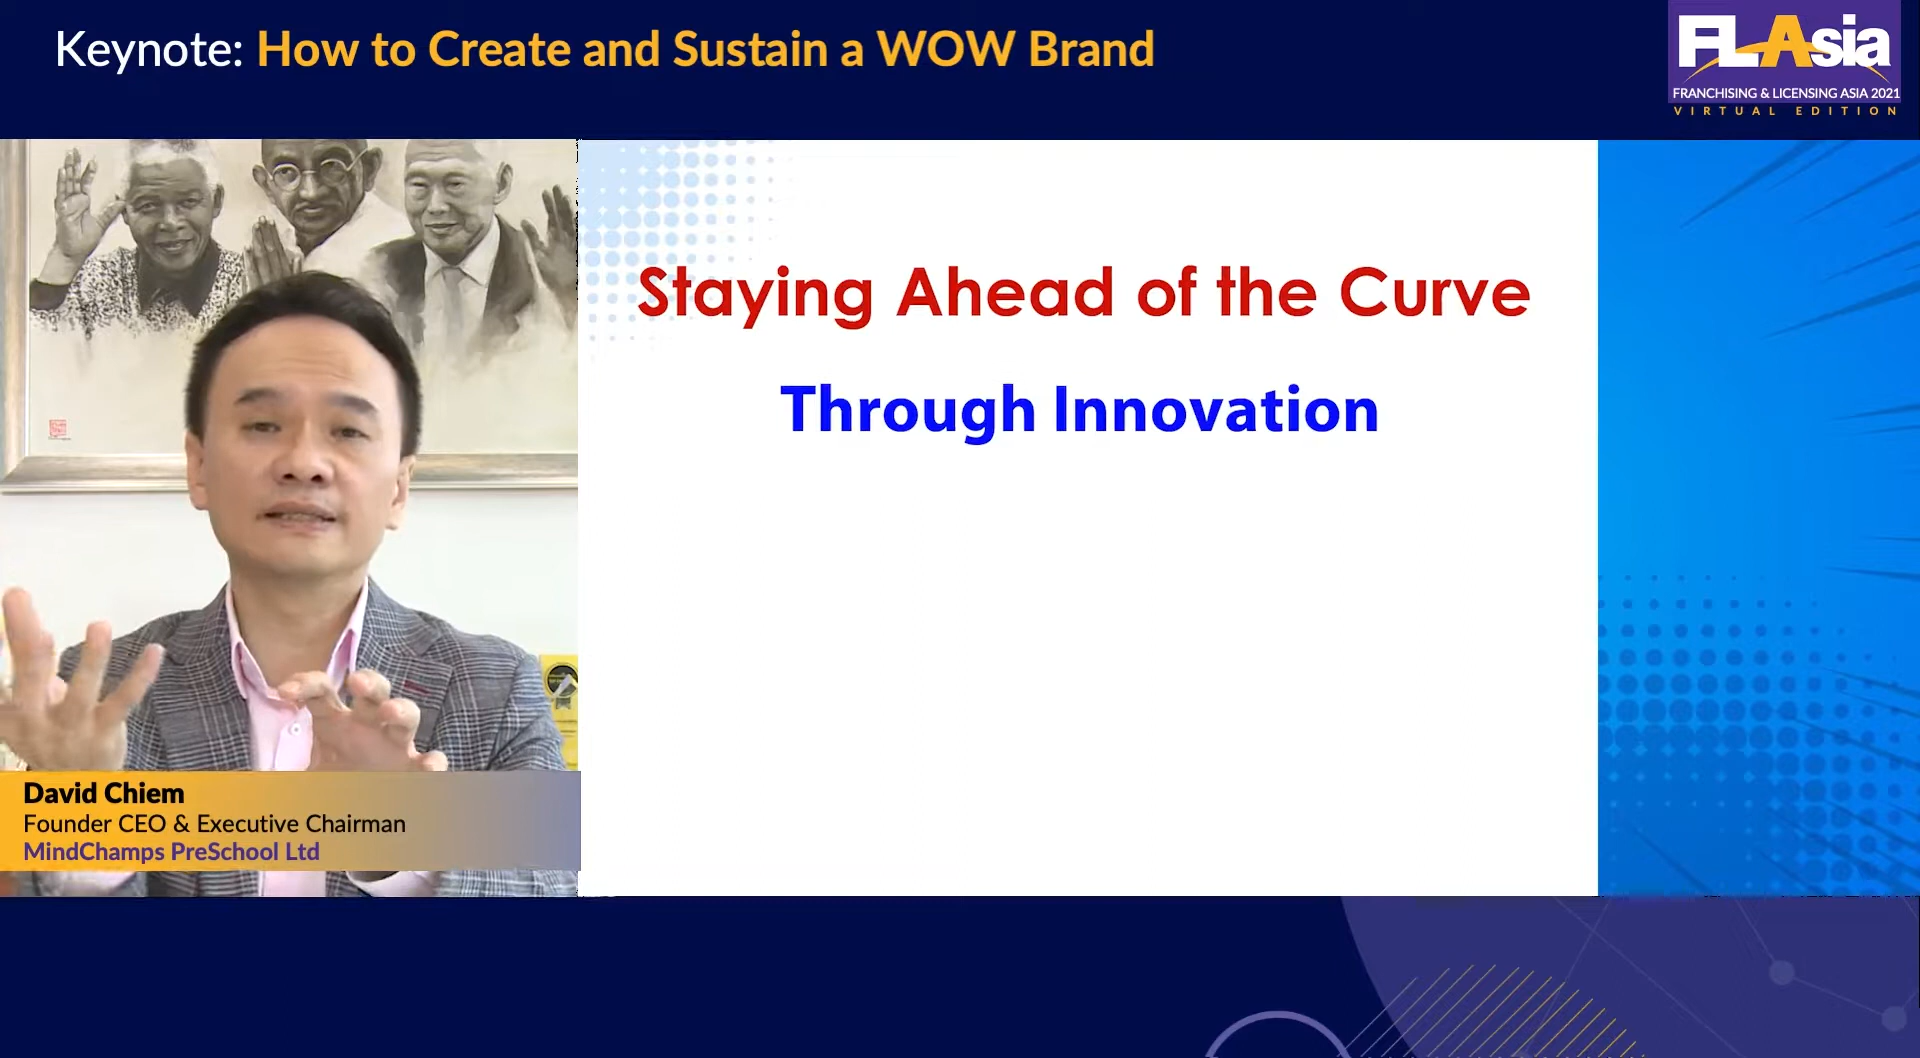 Keynote: How to Create and Sustain a WOW Brand
FLAsia
FRANCHISING & LICENSING ASIA 2021
VIRTUAL EDITION
Staying Ahead of the Curve
Through Innovation
David Chiem
Founder CEO & Executive Chairman
MindChamps PreSchool Ltd